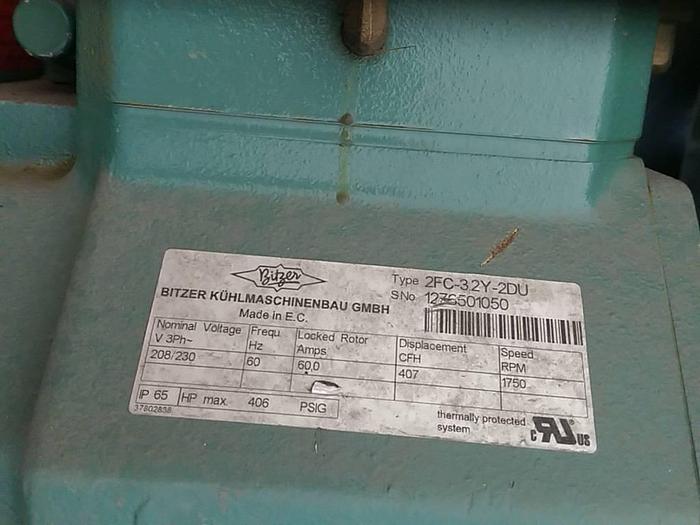 Bitzer
BITZER KÜHLMASCHINENBAU GMBH
Made in E.C.
Type 2FC-3.2Y-2DU
S No 1236501050
Nominal Voltage Frequ. Locked Rotor Displacement Speed
V 3Ph~ Hz Amps CFH RPM
208/230 60 60,0 407 1750
IP 65 HP max. 406 PSIG
37802838
thermally protected
system
c RU US